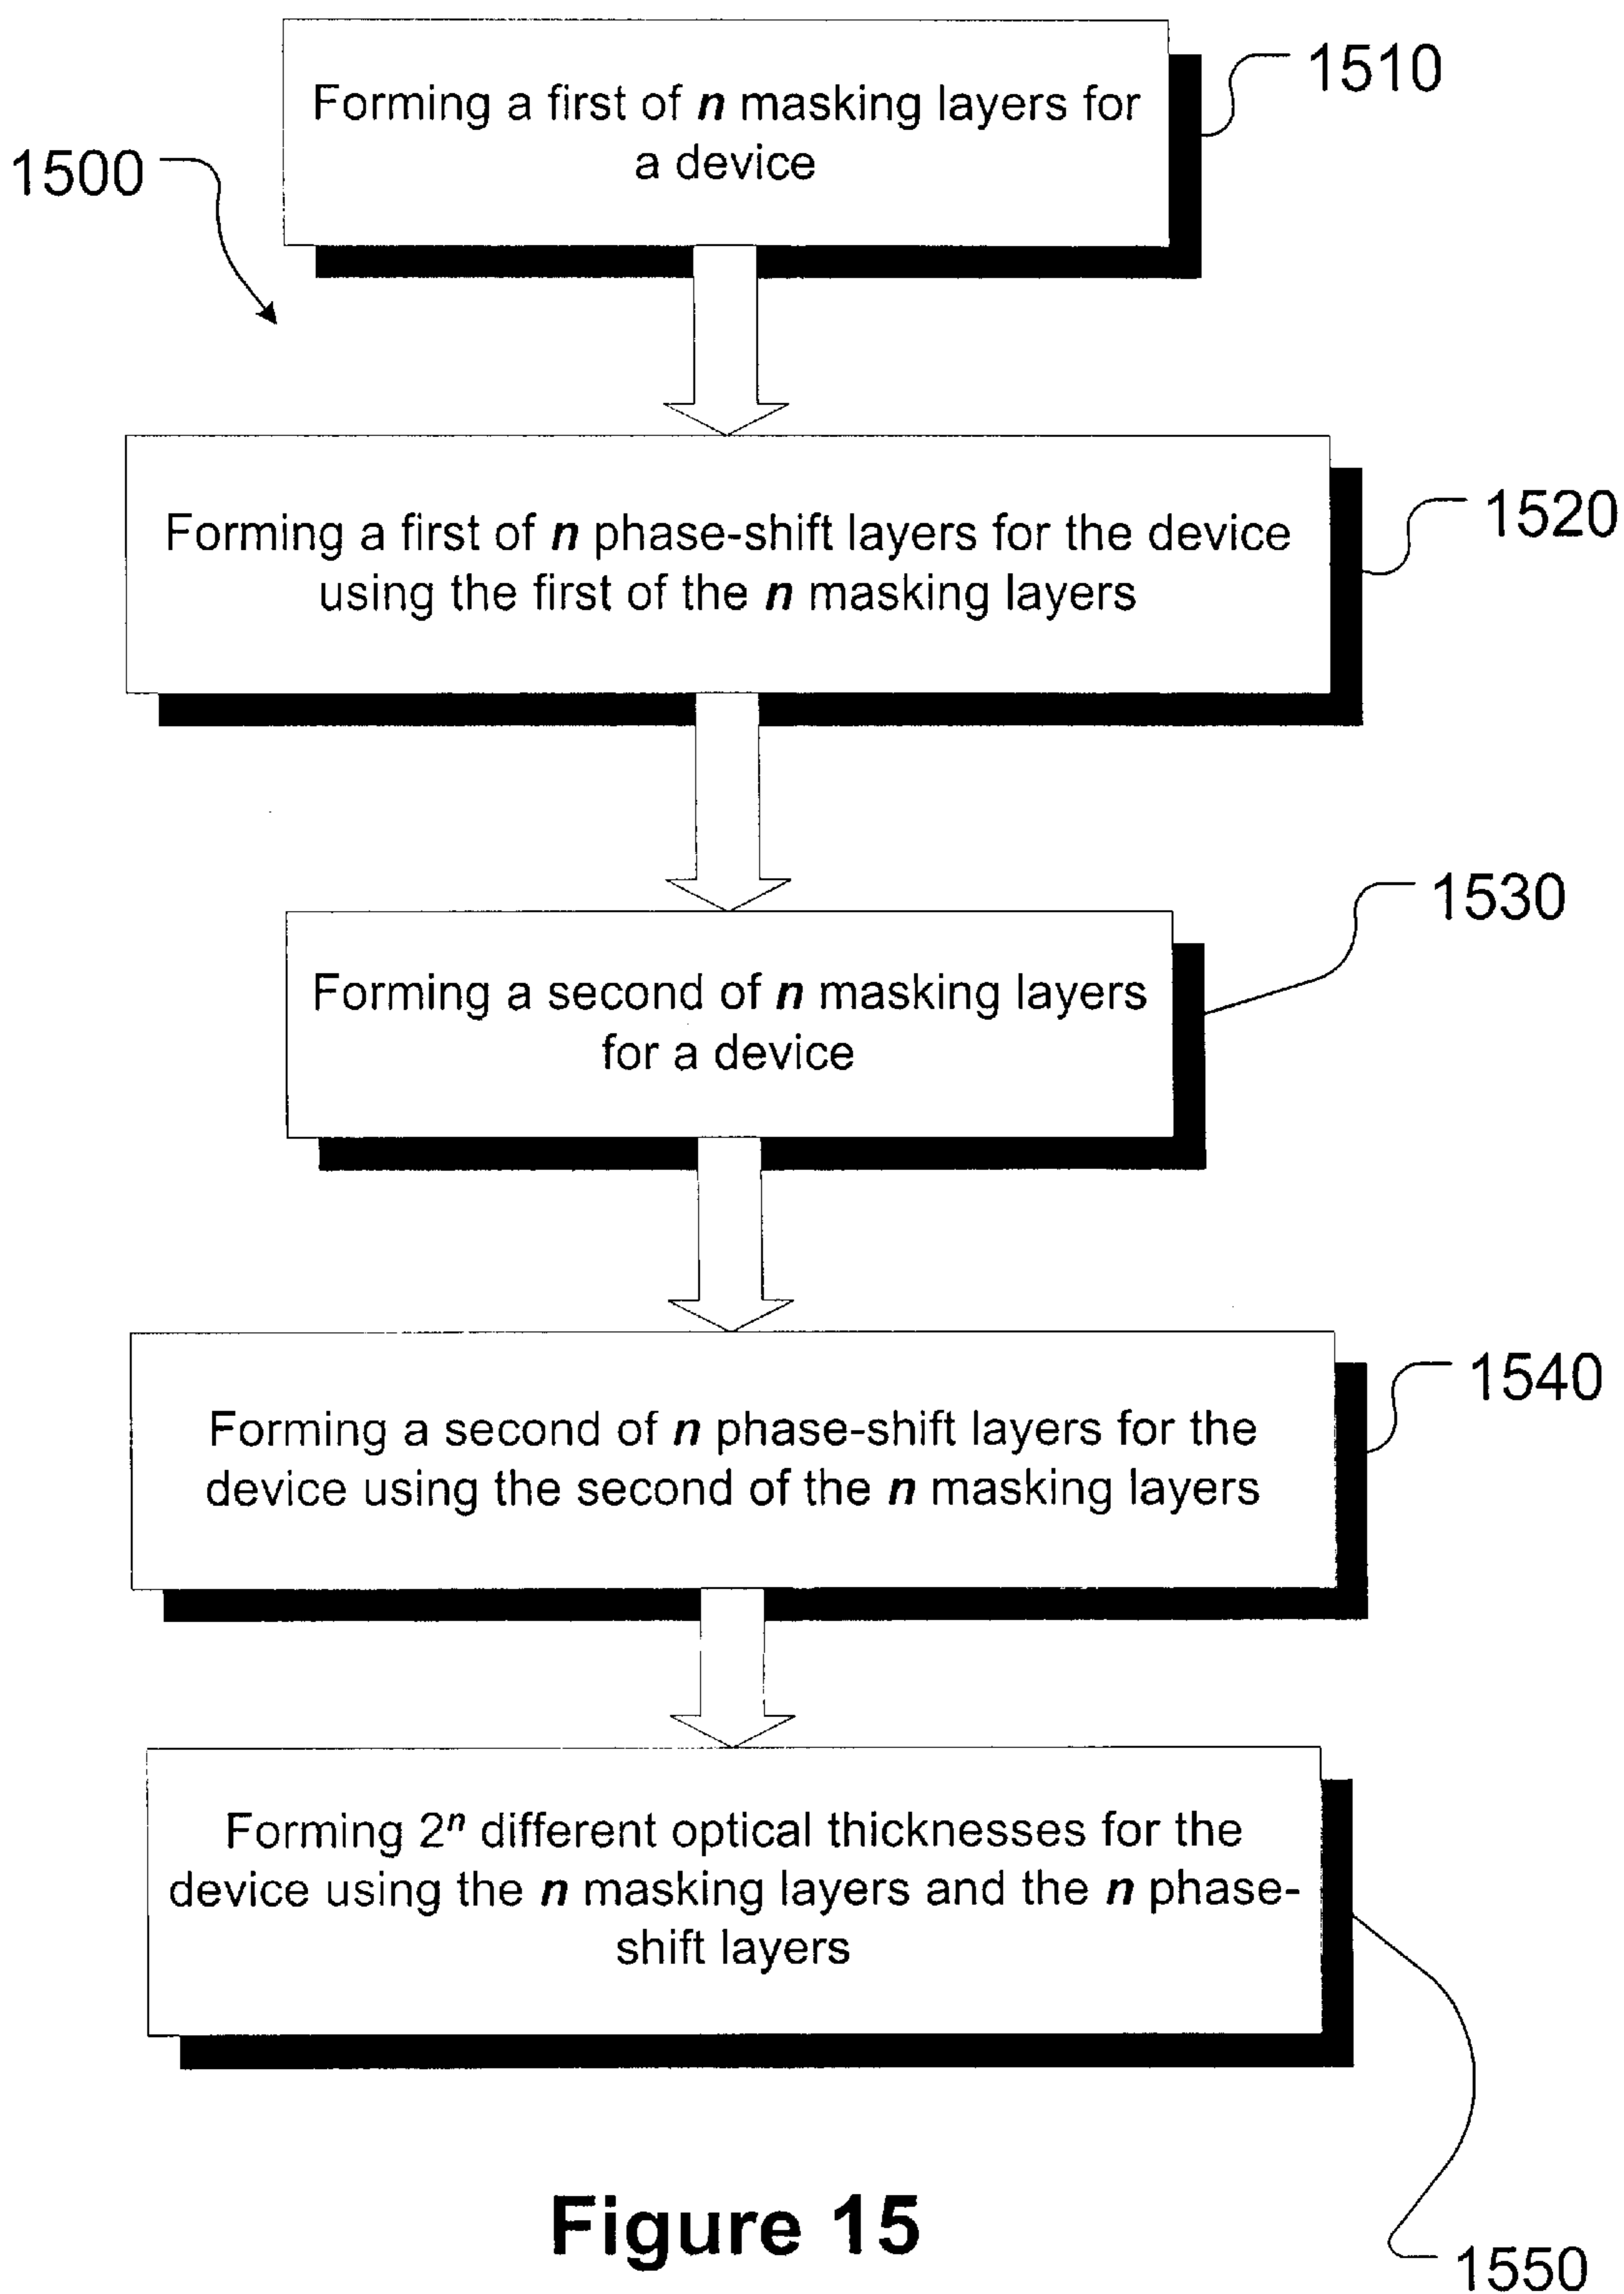 Forming a first of n masking layers for
a device
1510
1500
Forming a first of n phase-shift layers for the device
using the first of the n masking layers
1520
Forming a second of n masking layers
for a device
1530
Forming a second of n phase-shift layers for the
device using the second of the n masking layers
1540
Forming 2ⁿ different optical thicknesses for the
device using the n masking layers and the n phase-
shift layers
1550
Figure 15